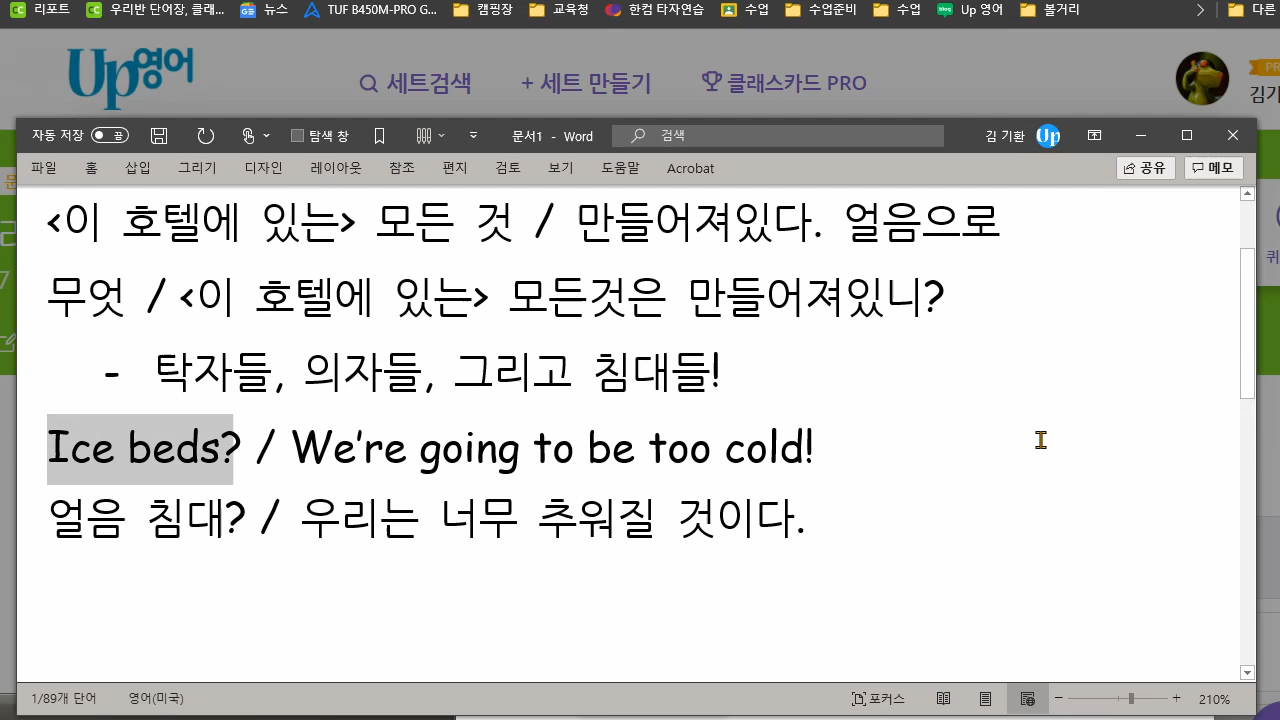 리포트 우리반 단어장, 클래... 뉴스 TUF B450M-PRO G... 캠핑장 교육청 한컴 타자연습 수업 수업준비 수업 Up 영어 볼거리 다른
Up영어 세트검색 + 세트 만들기 클래스카드 PRO
자동 저장 끔 탐색 창 문서1 - Word 검색 김 기환 Up
파일 홈 삽입 그리기 디자인 레이아웃 참조 편지 검토 보기 도움말 Acrobat 공유 메모
<이 호텔에 있는> 모든 것 / 만들어져있다. 얼음으로
무엇 / <이 호텔에 있는> 모든것은 만들어져있니?
- 탁자들, 의자들, 그리고 침대들!
Ice beds? / We're going to be too cold!
얼음 침대? / 우리는 너무 추워질 것이다.
1/89개 단어 영어(미국) 포커스 210%